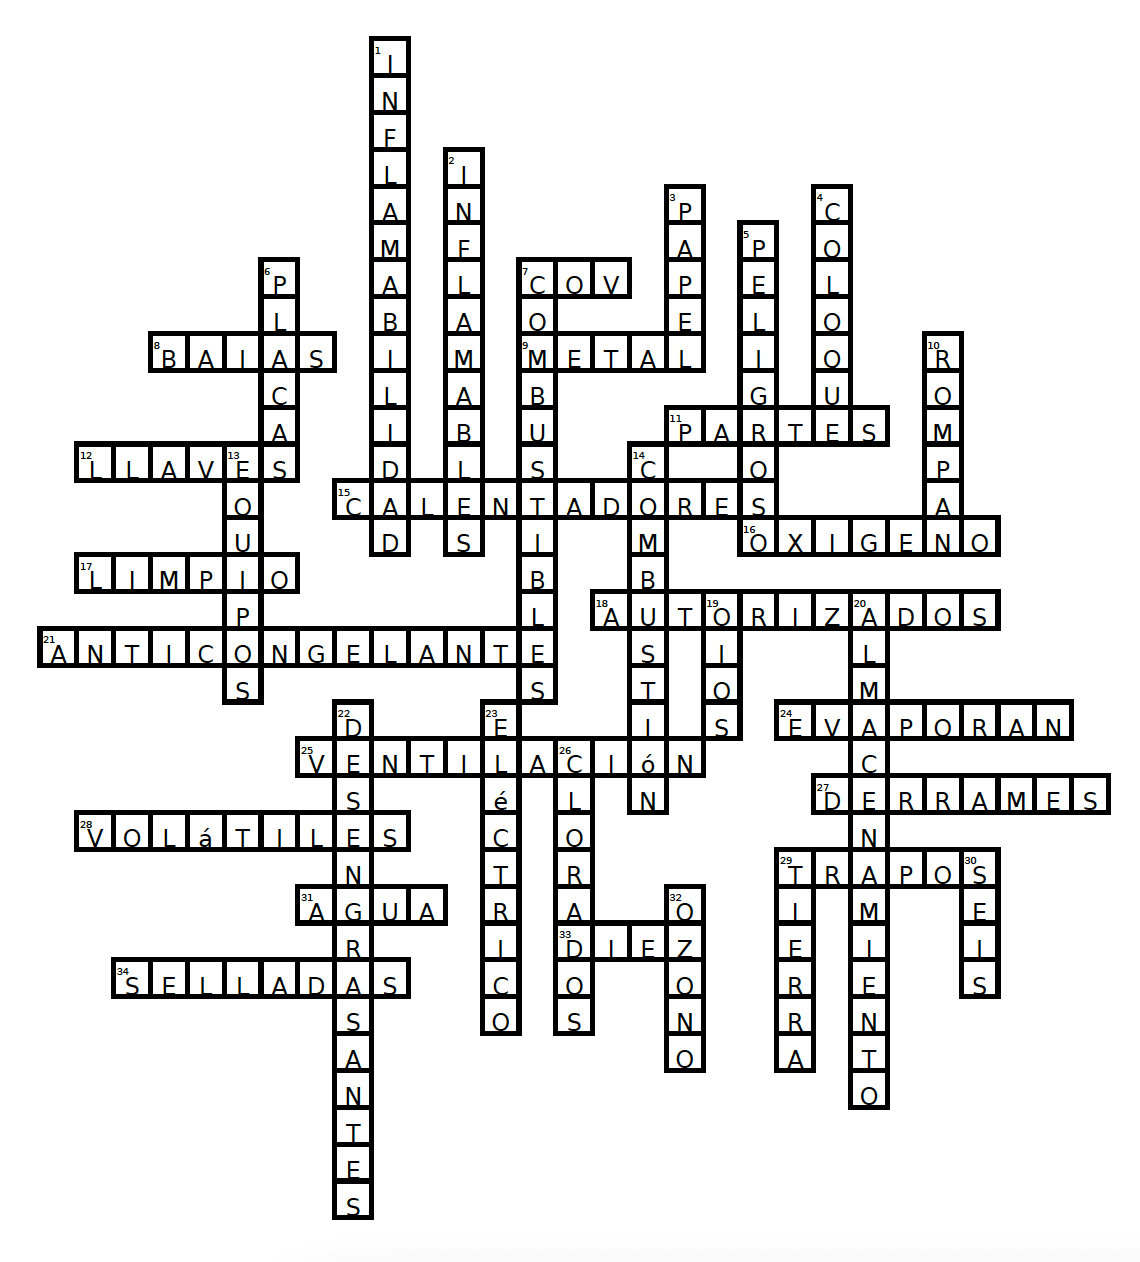 1 INFLAMABILIDAD
2 INFLAMABLES
3 PAPEL
4 COLOQUE
5 PELIGROSO
6 PLACAS
7 COV
COMBUSTIBLES
8 BAJAS
9 METAL
10 ROMPAN
11 PARTES
12 LLAVES
13 EQUIPOS
14 COMBUSTIóN
15 CALENTADORES
16 OXIGENO
17 LIMPIO
18 AUTORIZADOS
19 OJOS
20 ALMACENAMIENTO
21 ANTICONGELANTE
22 DESENGRASANTES
23 ELéCTRICO
24 EVAPORAN
25 VENTILACIóN
26 CLORADOS
27 DERRAMES
28 VOLáTILES
29 TRAPOS
TIERRA
30 SEIS
31 AGUA
32 OZONO
33 DIEZ
34 SELLADAS